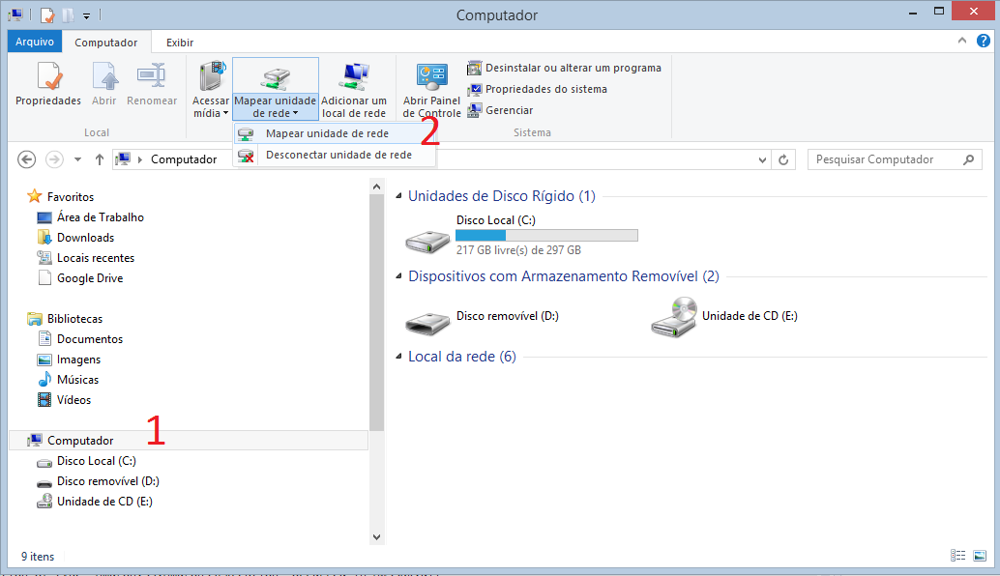 Computador
Arquivo
Computador
Exibir
Propriedades
Abrir
Renomear
Local
Acessar
mídia
Mapear unidade
de rede
Adicionar um
local de rede
Abrir Painel
de Controle
Desinstalar ou alterar um programa
Propriedades do sistema
Gerenciar
Sistema
Mapear unidade de rede
2
Desconectar unidade de rede
Computador
Pesquisar Computador
Favoritos
Área de Trabalho
Downloads
Locais recentes
Google Drive
Bibliotecas
Documentos
Imagens
Músicas
Vídeos
1
Computador
Disco Local (C:)
Disco removível (D:)
Unidade de CD (E:)
Unidades de Disco Rígido (1)
Disco Local (C:)
217 GB livre(s) de 297 GB
Dispositivos com Armazenamento Removível (2)
Disco removível (D:)
Unidade de CD (E:)
Local da rede (6)
9 itens